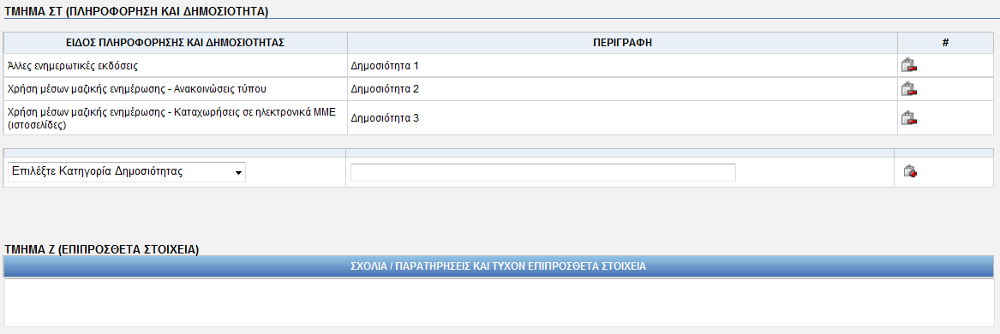 ΤΜΗΜΑ ΣΤ (ΠΛΗΡΟΦΟΡΗΣΗ ΚΑΙ ΔΗΜΟΣΙΟΤΗΤΑ)
ΕΙΔΟΣ ΠΛΗΡΟΦΟΡΗΣΗΣ ΚΑΙ ΔΗΜΟΣΙΟΤΗΤΑΣ ΠΕΡΙΓΡΑΦΗ #
Άλλες ενημερωτικές εκδόσεις Δημοσιότητα 1
Χρήση μέσων μαζικής ενημέρωσης - Ανακοινώσεις τύπου Δημοσιότητα 2
Χρήση μέσων μαζικής ενημέρωσης - Καταχωρήσεις σε ηλεκτρονικά ΜΜΕ
(ιστοσελίδες) Δημοσιότητα 3
Επιλέξτε Κατηγορία Δημοσιότητας
ΤΜΗΜΑ Ζ (ΕΠΙΠΡΟΣΘΕΤΑ ΣΤΟΙΧΕΙΑ)
ΣΧΟΛΙΑ / ΠΑΡΑΤΗΡΗΣΕΙΣ ΚΑΙ ΤΥΧΟΝ ΕΠΙΠΡΟΣΘΕΤΑ ΣΤΟΙΧΕΙΑ